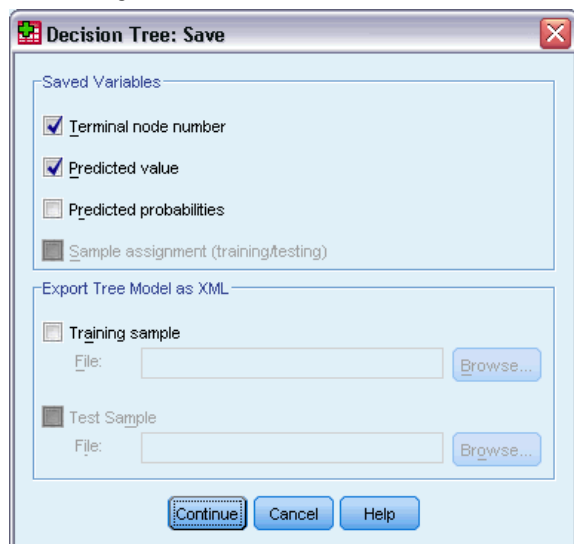 Decision Tree: Save
Saved Variables
Terminal node number
Predicted value
Predicted probabilities
Sample assignment (training/testing)
Export Tree Model as XML
Training sample
File:
Browse...
Test Sample
File:
Browse...
Continue Cancel Help